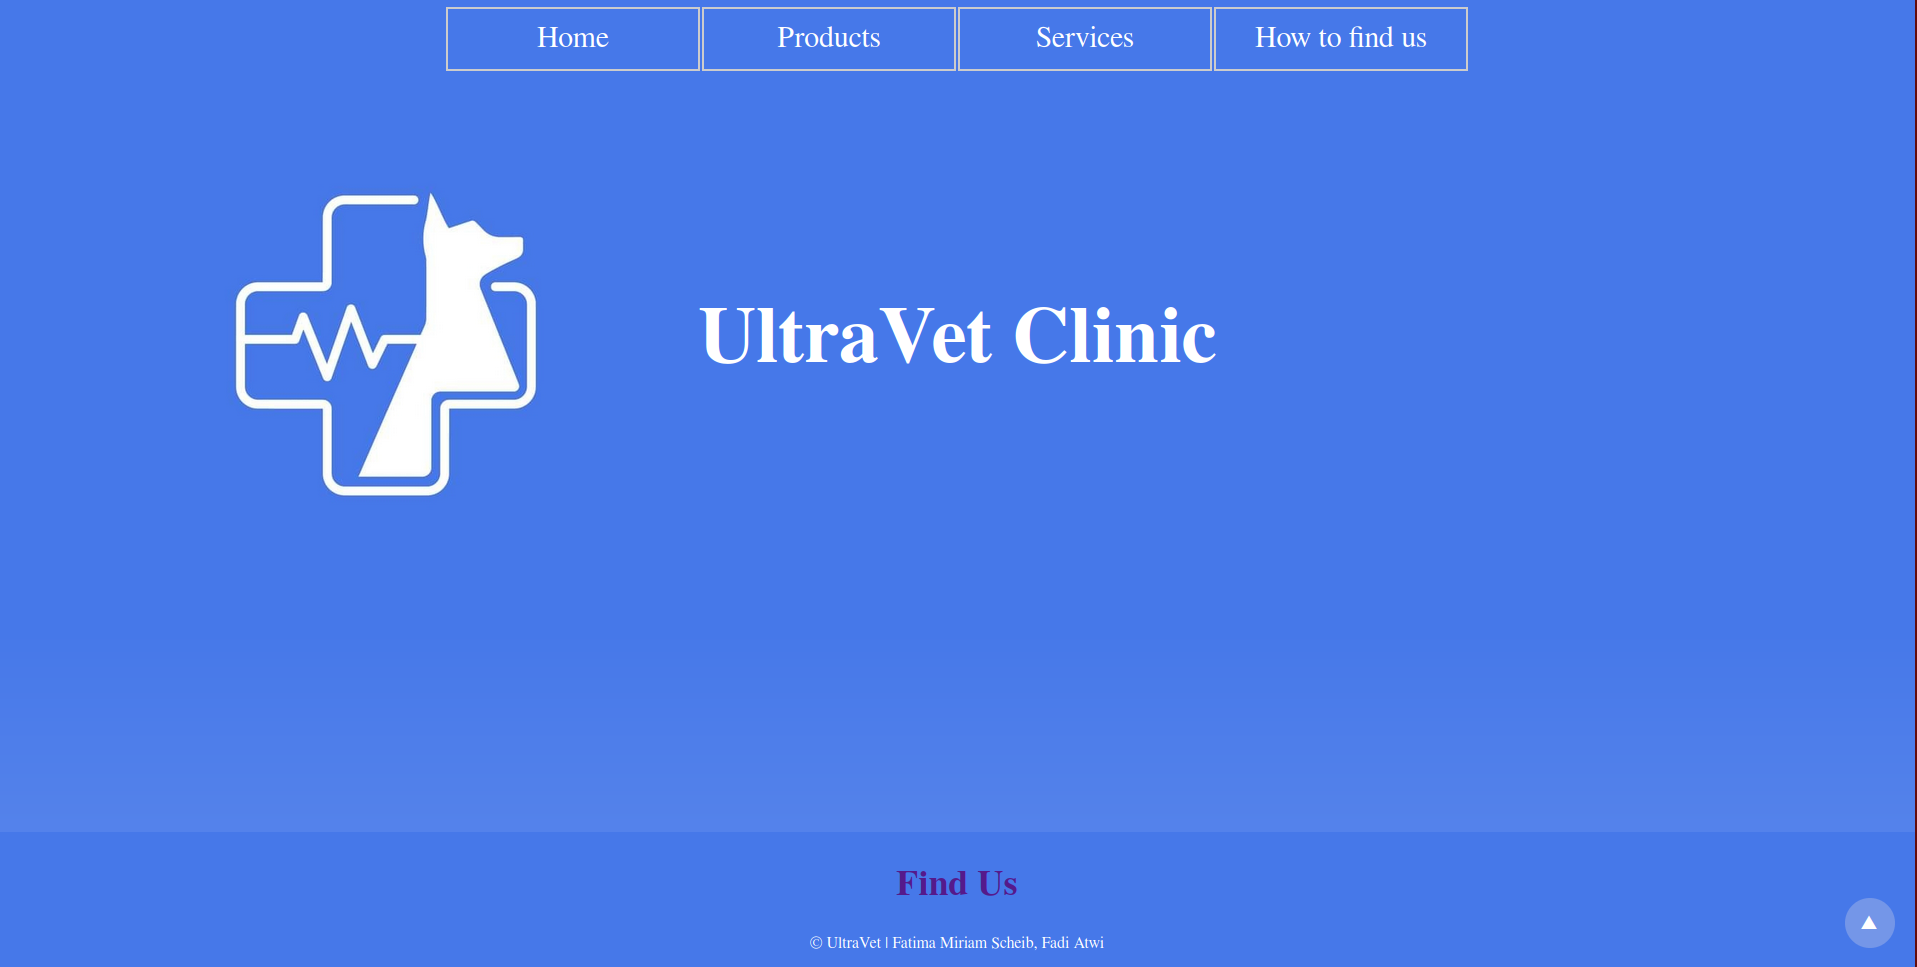 Home Products Services How to find us
UltraVet Clinic
Find Us
© UltraVet | Fatima Miriam Scheib, Fadi Atwi